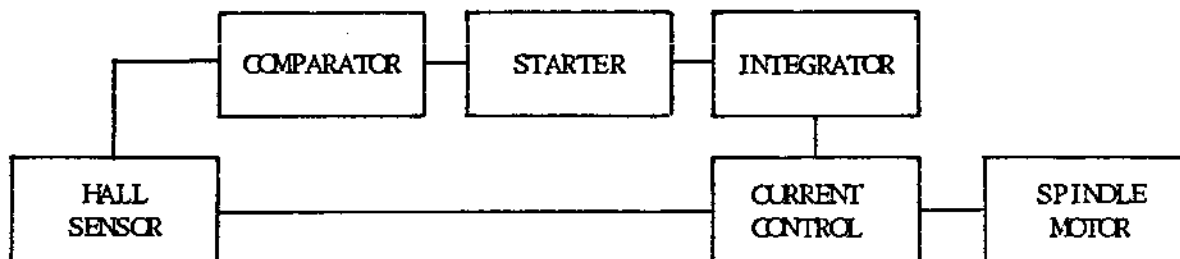 COMPARATOR
STARTER
INTEGRATOR
HALL
SENSOR
CURRENT
CONTROL
SPINDLE
MOTOR